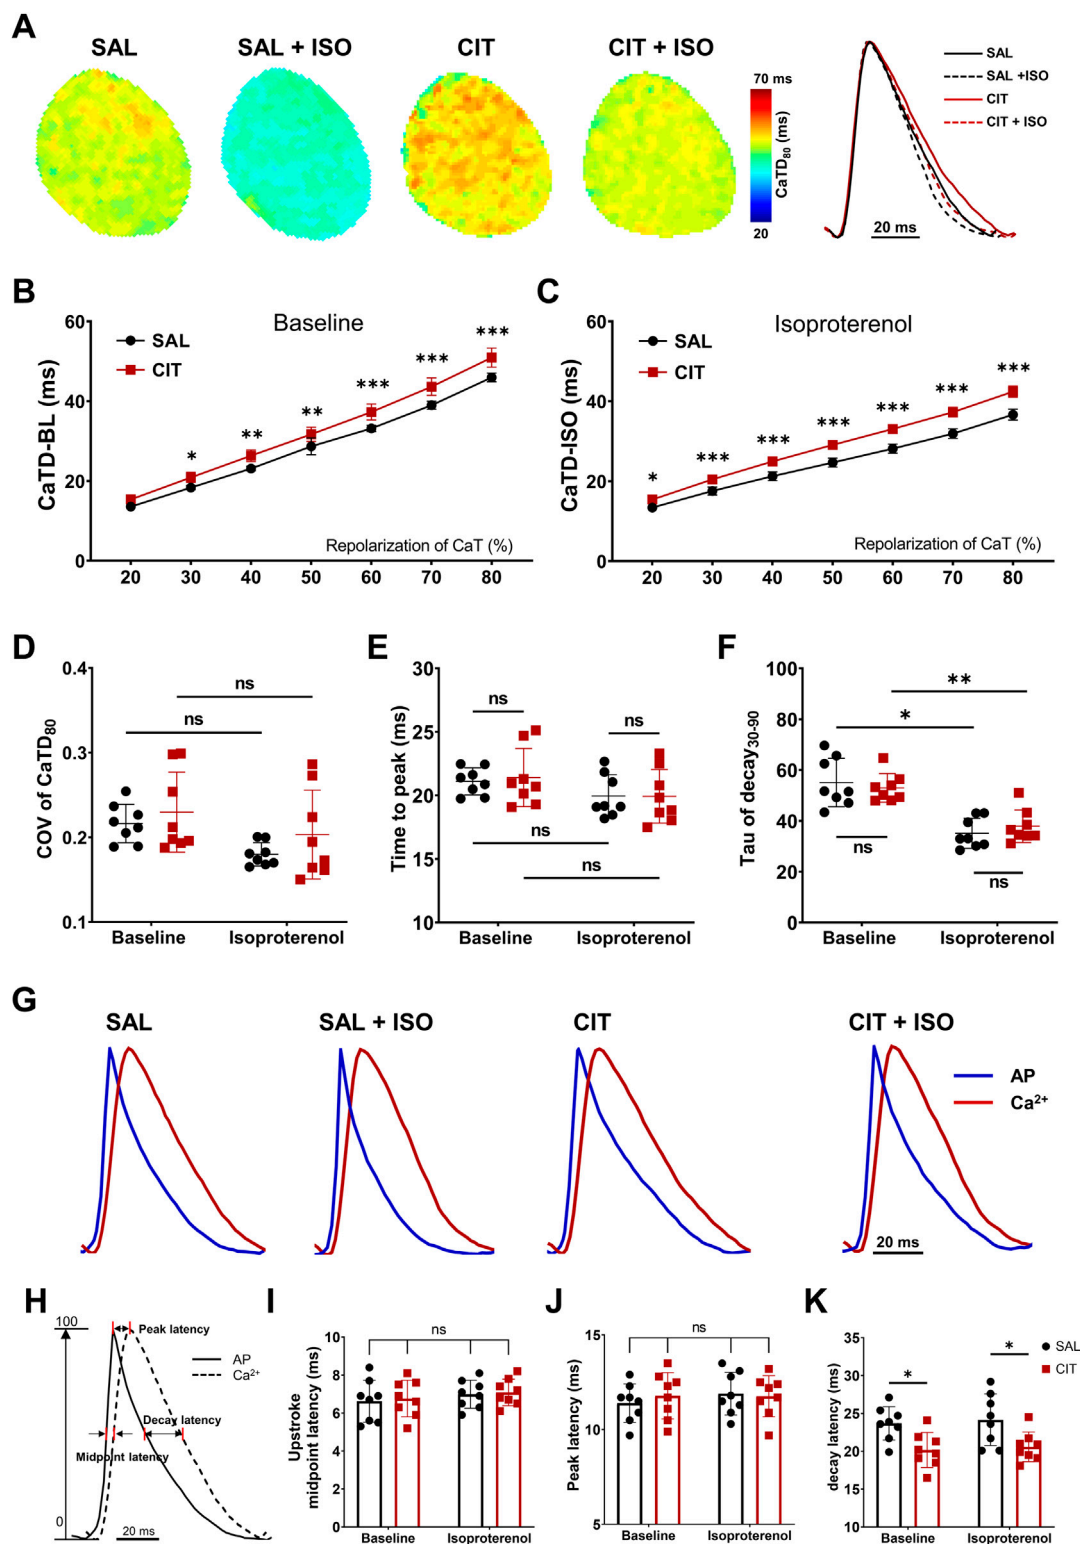 A
SAL
SAL + ISO
CIT
CIT + ISO
70 ms
CaTD80 (ms)
20
SAL
SAL +ISO
CIT
CIT + ISO
20 ms
B
Baseline
SAL
CIT
CaTD-BL (ms)
60
40
20
0
*
**
**
***
***
***
Repolarization of CaT (%)
20 30 40 50 60 70 80
C
Isoproterenol
SAL
CIT
CaTD-ISO (ms)
60
40
20
0
*
***
***
***
***
***
***
Repolarization of CaT (%)
20 30 40 50 60 70 80
D
COV of CaTD80
0.4
0.3
0.2
0.1
ns
ns
Baseline Isoproterenol
E
Time to peak (ms)
30
25
20
15
10
ns
ns
ns
ns
Baseline Isoproterenol
F
Tau of decay30-90
100
80
60
40
20
0
**
*
ns
ns
Baseline Isoproterenol
G
SAL
SAL + ISO
CIT
CIT + ISO
AP
Ca2+
20 ms
H
100
0
Peak latency
AP
Ca2+
Decay latency
Midpoint latency
20 ms
I
Upstroke
midpoint latency (ms)
10
8
6
4
2
0
ns
Baseline Isoproterenol
J
Peak latency (ms)
15
10
5
ns
Baseline Isoproterenol
K
decay latency (ms)
35
30
25
20
15
10
*
*
SAL
CIT
Baseline Isoproterenol